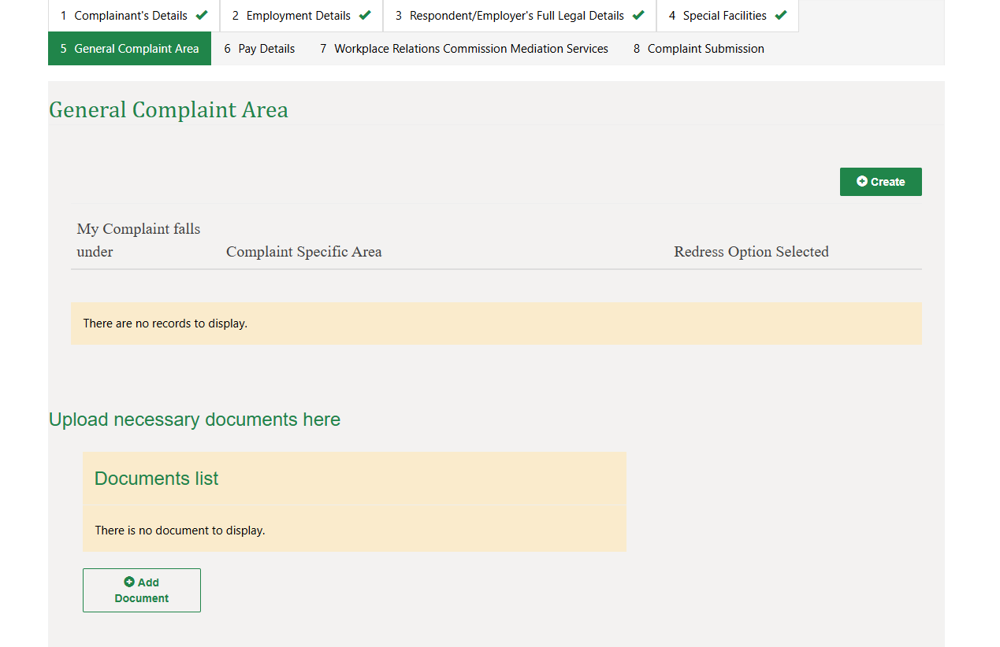 1 Complainant's Details 2 Employment Details 3 Respondent/Employer's Full Legal Details 4 Special Facilities
5 General Complaint Area 6 Pay Details 7 Workplace Relations Commission Mediation Services 8 Complaint Submission
General Complaint Area
Create
My Complaint falls
under Complaint Specific Area Redress Option Selected
There are no records to display.
Upload necessary documents here
Documents list
There is no document to display.
Add
Document